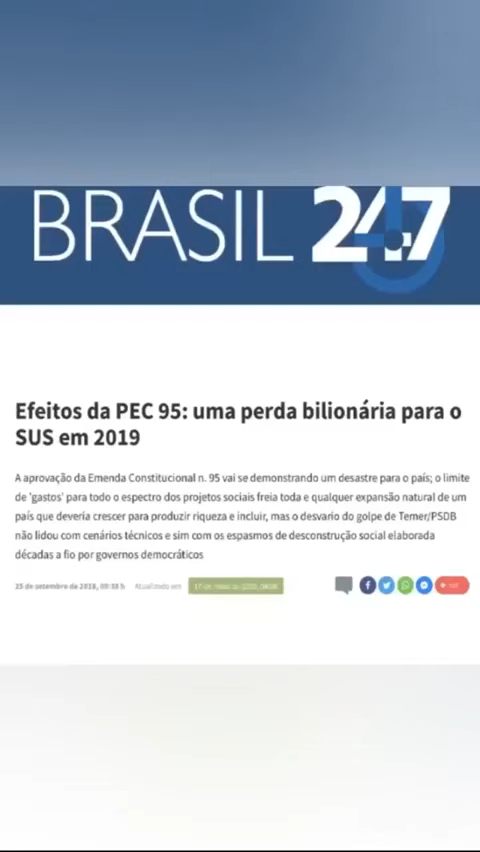 BRASIL 247
Efeitos da PEC 95: uma perda bilionária para o
SUS em 2019
A aprovação da Emenda Constitucional n. 95 vai se demonstrando um desastre para o país; o limite
de 'gastos' para todo o espectro dos projetos sociais freia toda e qualquer expansão natural de um
país que deveria crescer para produzir riqueza e incluir, mas o desvario do golpe de Temer/PSDB
não lidou com cenários técnicos e sim com os espasmos de desconstrução social elaborada
décadas a fio por governos democráticos
25 de setembro de 2018, Atualizado em